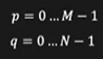 p = 0 ... M − 1
q = 0 ... N − 1